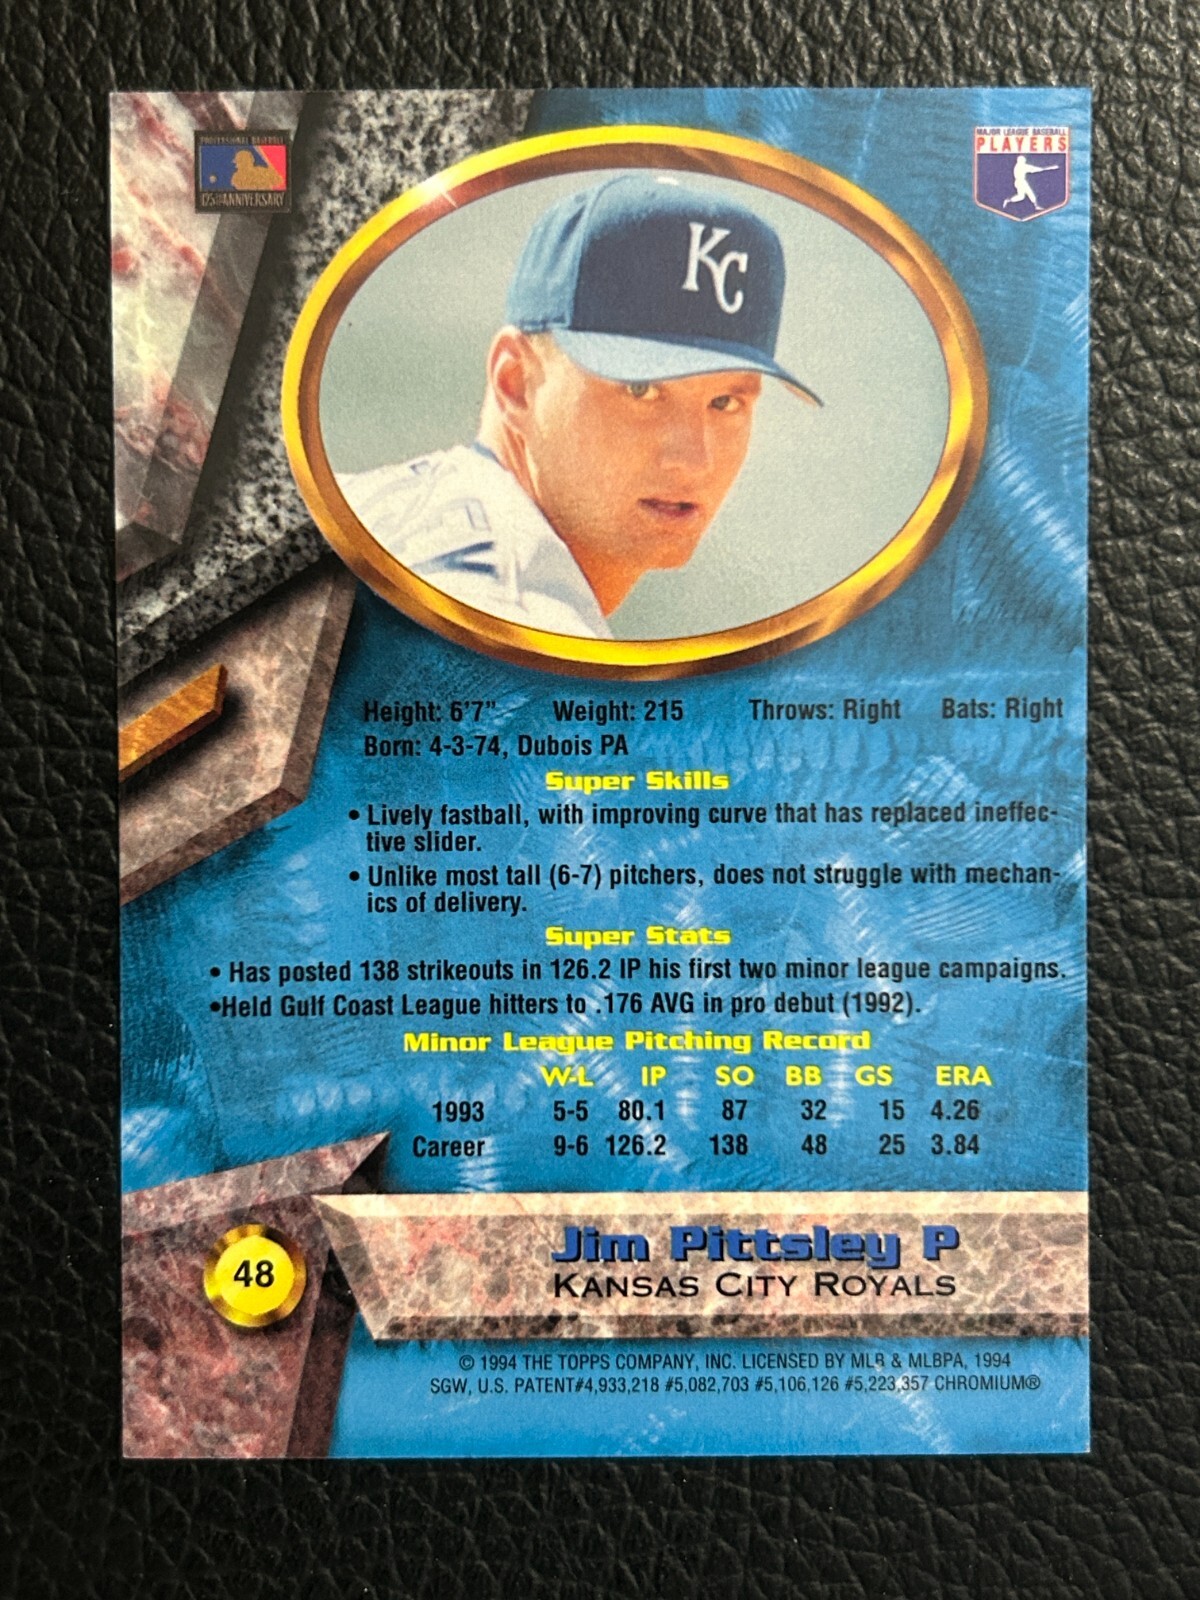 PROFESSIONAL BASEBALL
125TH ANNIVERSARY
MAJOR LEAGUE BASEBALL
PLAYERS
KC
Height: 6'7" Weight: 215 Throws: Right Bats: Right
Born: 4-3-74, Dubois PA
Super Skills
• Lively fastball, with improving curve that has replaced ineffec-
tive slider.
• Unlike most tall (6-7) pitchers, does not struggle with mechan-
ics of delivery.
Super Stats
• Has posted 138 strikeouts in 126.2 IP his first two minor league campaigns.
•Held Gulf Coast League hitters to .176 AVG in pro debut (1992).
Minor League Pitching Record
W-L IP SO BB GS ERA
1993 5-5 80.1 87 32 15 4.26
Career 9-6 126.2 138 48 25 3.84
48
Jim Pittsley P
KANSAS CITY ROYALS
© 1994 THE TOPPS COMPANY, INC. LICENSED BY MLB & MLBPA, 1994
SGW, U.S. PATENT#4,933,218 #5,082,703 #5,106,126 #5,223,357 CHROMIUM®